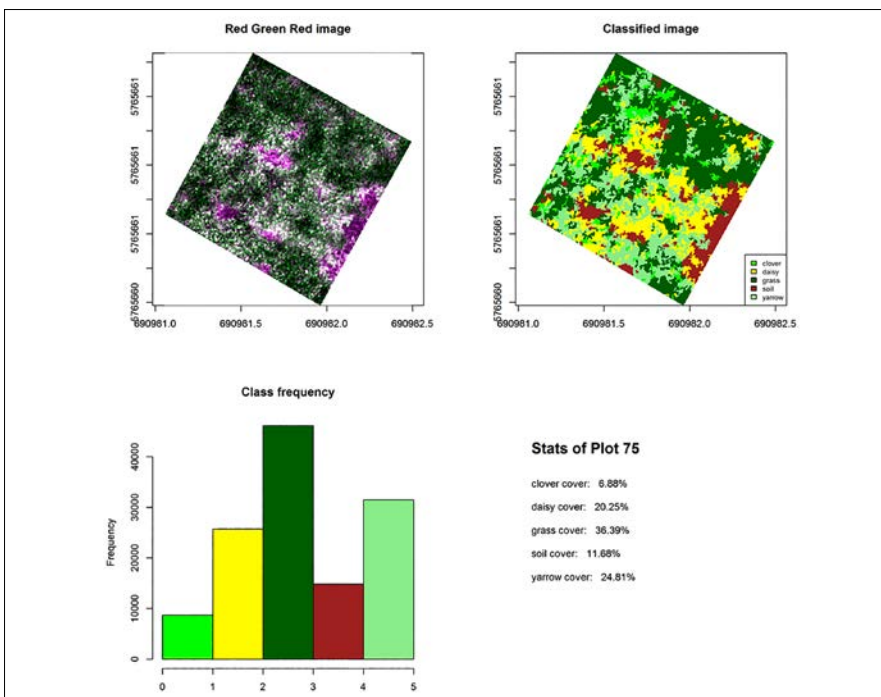 Red Green Red image
5765661
5765661
5765661
5765660
690981.0 690981.5 690982.0 690982.5
Classified image
5765661
5765661
5765661
5765660
690981.0 690981.5 690982.0 690982.5
clover
daisy
grass
soil
yarrow
Class frequency
Frequency
40000
30000
20000
10000
0
0 1 2 3 4 5
Stats of Plot 75
clover cover: 6.88%
daisy cover: 20.25%
grass cover: 36.39%
soil cover: 11.68%
yarrow cover: 24.81%